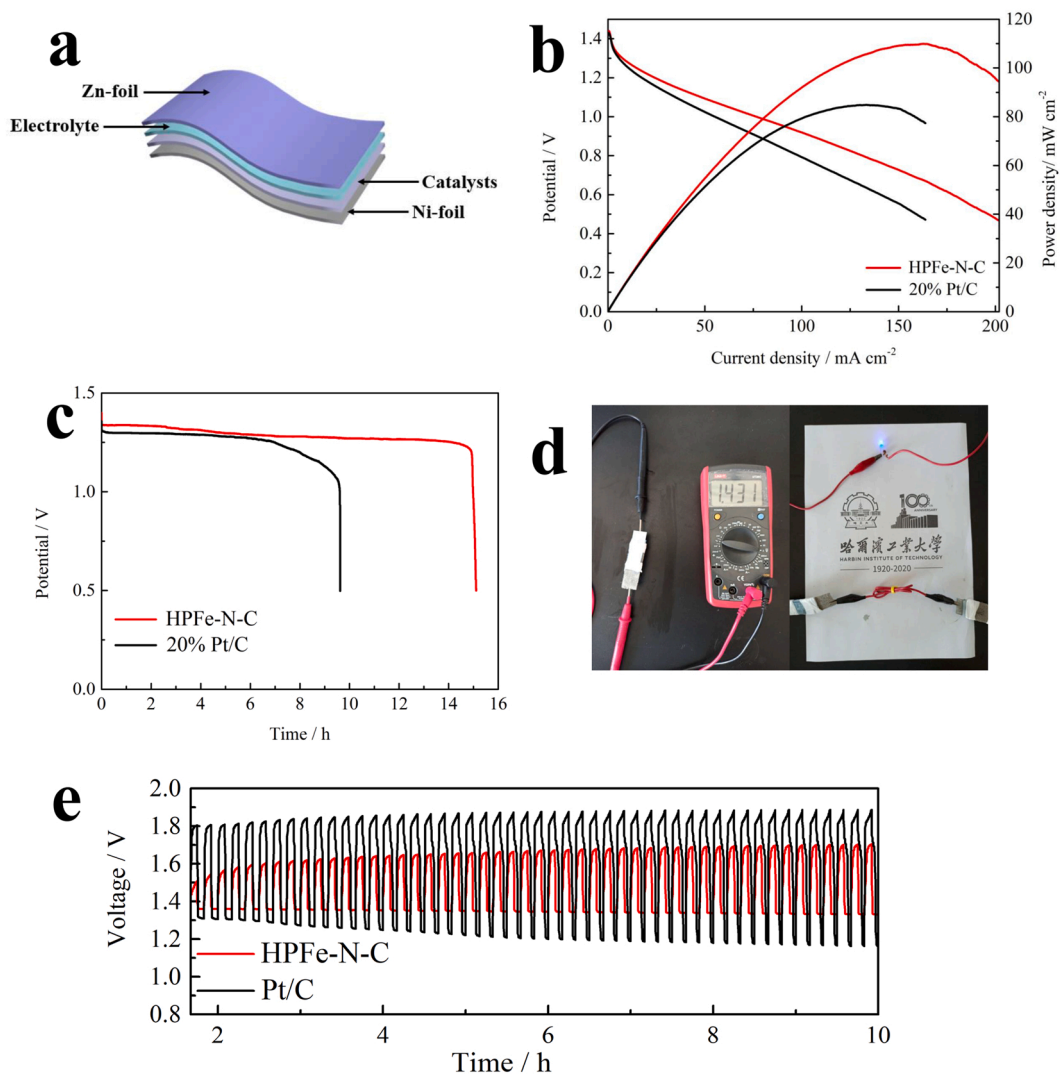 a
Zn-foil
Electrolyte
Catalysts
Ni-foil
b
1.4
1.2
1.0
0.8
0.6
0.4
0.2
0.0
Potential / V
120
100
80
60
40
20
0
Power density/ mW cm-2
HPFe-N-C
20% Pt/C
0
50
100
150
200
Current density / mA cm-2
c
1.5
1.0
0.5
0.0
Potential / V
HPFe-N-C
20% Pt/C
0 2 4 6 8 10 12 14 16
Time / h
d
1.431
100
哈爾濱工業大學
HARBIN INSTITUTE OF TECHNOLOGY
1920-2020
e
2.0
1.8
1.6
1.4
1.2
1.0
0.8
Voltage / V
HPFe-N-C
Pt/C
2 4 6 8 10
Time / h